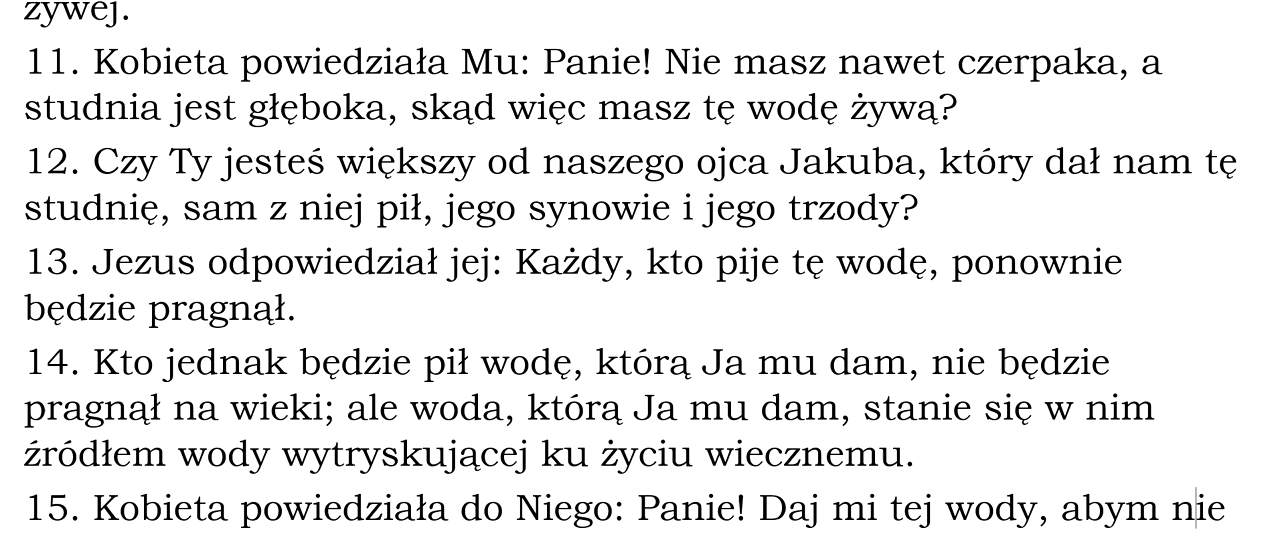 żywej.
11. Kobieta powiedziała Mu: Panie! Nie masz nawet czerpaka, a
studnia jest głęboka, skąd więc masz tę wodę żywą?
12. Czy Ty jesteś większy od naszego ojca Jakuba, który dał nam tę
studnię, sam z niej pił, jego synowie i jego trzody?
13. Jezus odpowiedział jej: Każdy, kto pije tę wodę, ponownie
będzie pragnął.
14. Kto jednak będzie pił wodę, którą Ja mu dam, nie będzie
pragnął na wieki; ale woda, którą Ja mu dam, stanie się w nim
źródłem wody wytryskującej ku życiu wiecznemu.
15. Kobieta powiedziała do Niego: Panie! Daj mi tej wody, abym nie